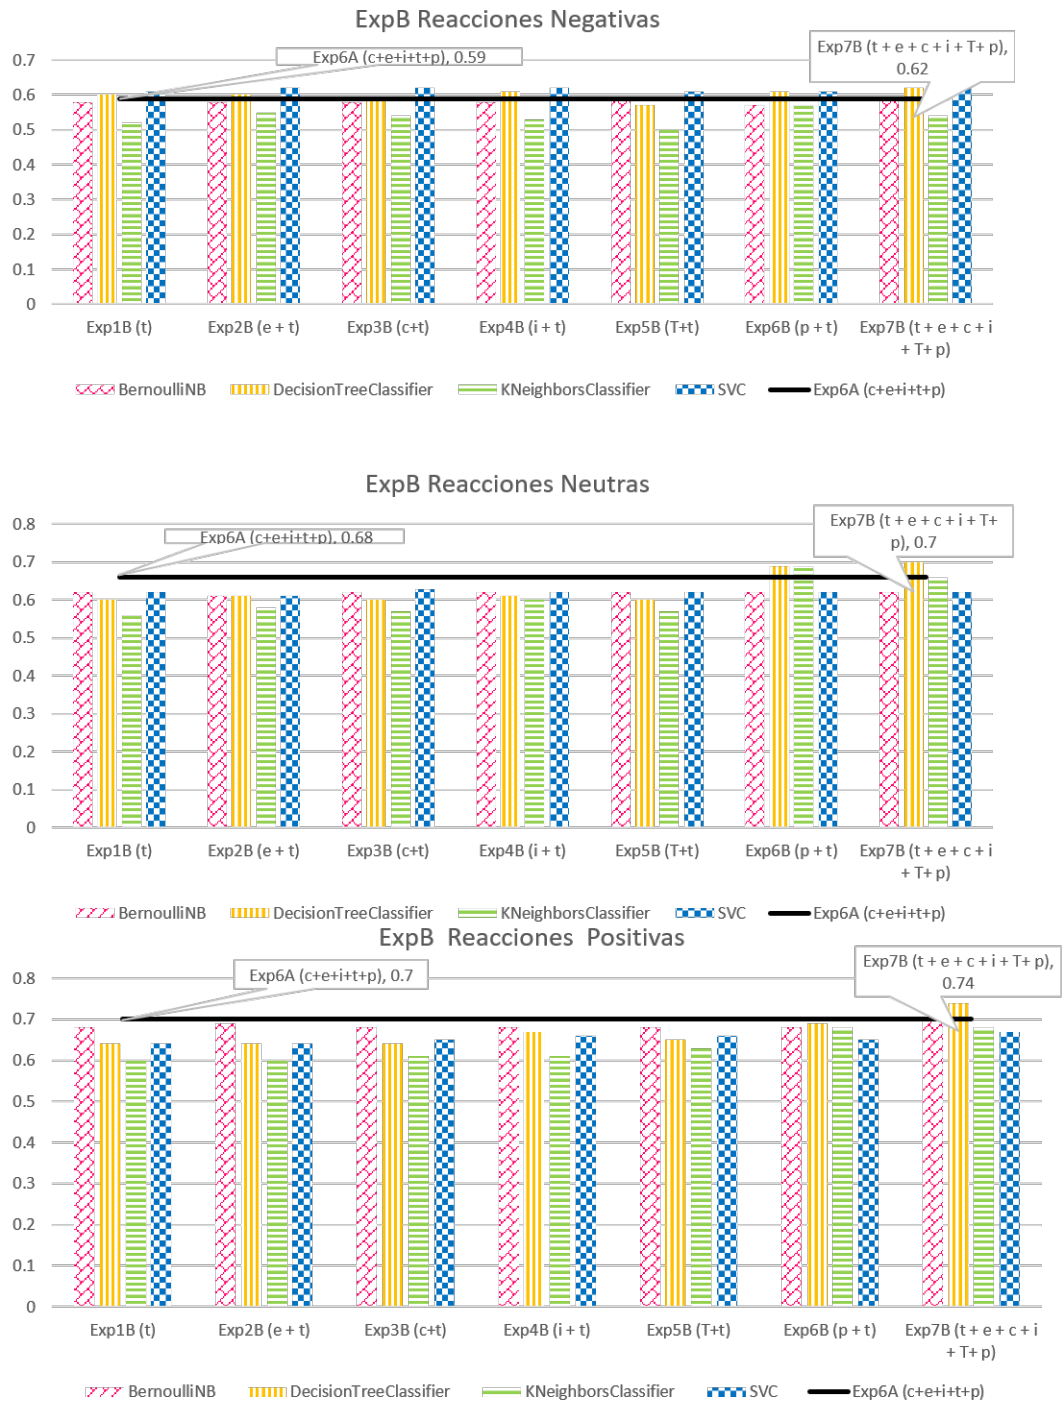 ExpB Reacciones Negativas
Exp6A (c+e+i+t+p), 0.59
Exp7B (t + e + c + i + T+ p),
0.62
0.7
0.6
0.5
0.4
0.3
0.2
0.1
0
Exp1B (t)
Exp2B (e + t)
Exp3B (c+t)
Exp4B (i + t)
Exp5B (T+t)
Exp6B (p + t)
Exp7B (t + e + c + i
+ T+ p)
BernoulliNB
DecisionTreeClassifier
KNeighborsClassifier
SVC
Exp6A (c+e+i+t+p)
ExpB Reacciones Neutras
Exp6A (c+e+i+t+p), 0.68
Exp7B (t + e + c + i + T+
p), 0.7
0.8
0.7
0.6
0.5
0.4
0.3
0.2
0.1
0
Exp1B (t)
Exp2B (e + t)
Exp3B (c+t)
Exp4B (i + t)
Exp5B (T+t)
Exp6B (p + t)
Exp7B (t + e + c + i
+ T+ p)
BernoulliNB
DecisionTreeClassifier
KNeighborsClassifier
SVC
Exp6A (c+e+i+t+p)
ExpB Reacciones Positivas
Exp6A (c+e+i+t+p), 0.7
Exp7B (t + e + c + i + T+ p),
0.74
0.8
0.7
0.6
0.5
0.4
0.3
0.2
0.1
0
Exp1B (t)
Exp2B (e + t)
Exp3B (c+t)
Exp4B (i + t)
Exp5B (T+t)
Exp6B (p + t)
Exp7B (t + e + c + i
+ T+ p)
BernoulliNB
DecisionTreeClassifier
KNeighborsClassifier
SVC
Exp6A (c+e+i+t+p)